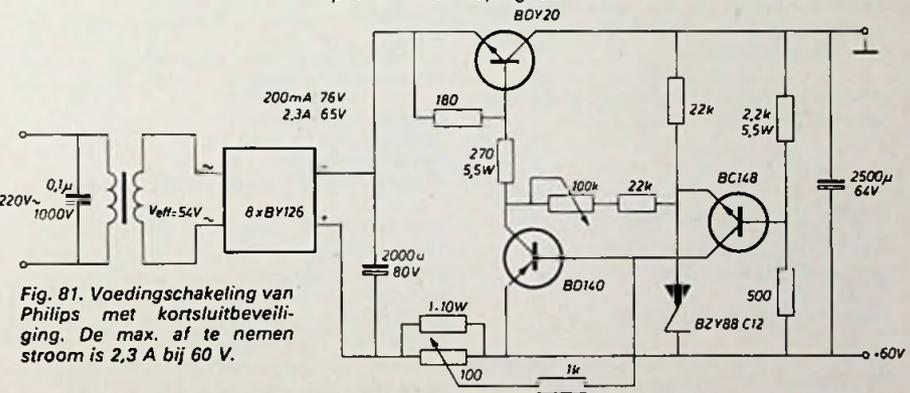 BDY20
200mA 76V
2,3A 65V
180
22k
2,2k
5,5W
270
5,5W
100k
22k
BC148
2500µ
64V
220V~
0,1µ
1000V
Veff=54V
~
~
8xBY126
-
+
2000u
80V
BD140
500
BZY88 C12
1-10W
100
1k
+60V
Fig. 81. Voedingschakeling van
Philips met kortsluitbeveili-
ging. De max. af te nemen
stroom is 2,3 A bij 60 V.